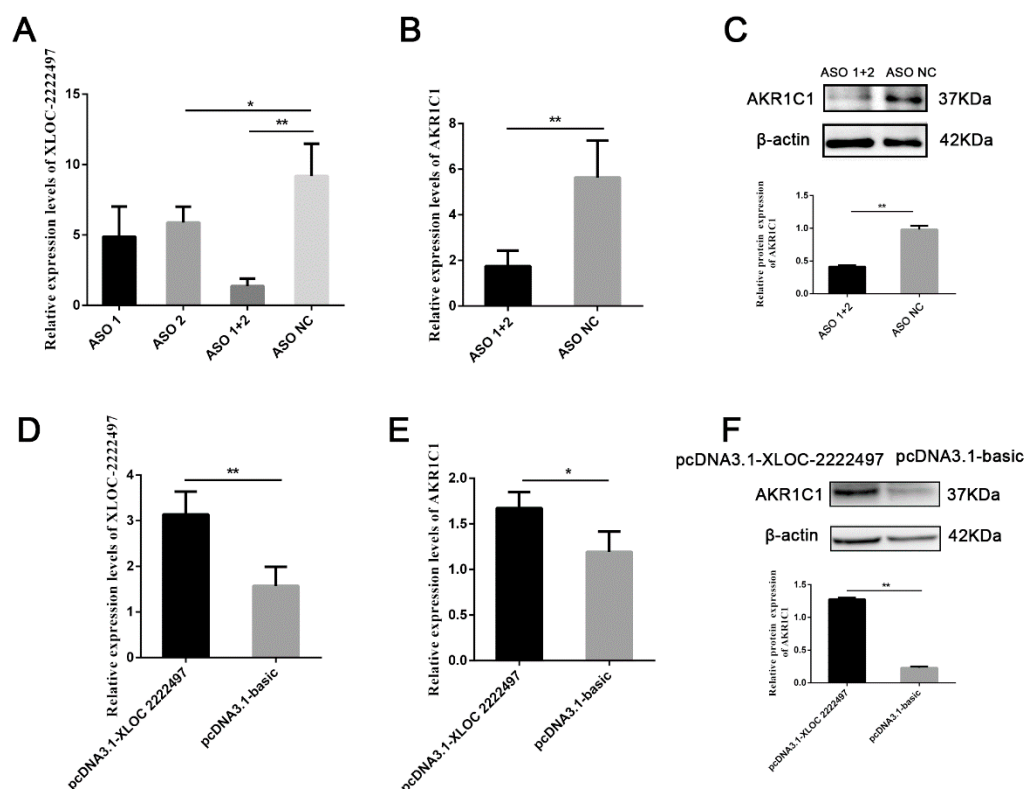 A
Relative expression levels of XLOC-2222497
15
10
5
0
*
**
ASO 1
ASO 2
ASO 1+2
ASO NC
B
Relative expression levels of AKR1C1
8
6
4
2
0
**
ASO 1+2
ASO NC
C
ASO 1+2 ASO NC
AKR1C1 37KDa
β-actin 42KDa
Relative protein expression
of AKR1C1
1.5
1.0
0.5
0.0
**
ASO 1+2
ASO NC
D
Relative expression levels of XLOC-2222497
4
3
2
1
0
**
pcDNA3.1-XLOC 2222497
pcDNA3.1-basic
E
Relative expression levels of AKR1C1
2.0
1.5
1.0
0.5
0.0
*
pcDNA3.1-XLOC 2222497
pcDNA3.1-basic
F
pcDNA3.1-XLOC-2222497 pcDNA3.1-basic
AKR1C1 37KDa
β-actin 42KDa
Relative protein expression
of AKR1C1
1.5
1.0
0.5
0.0
**
pcDNA3.1-XLOC 2222497
pcDNA3.1-basic